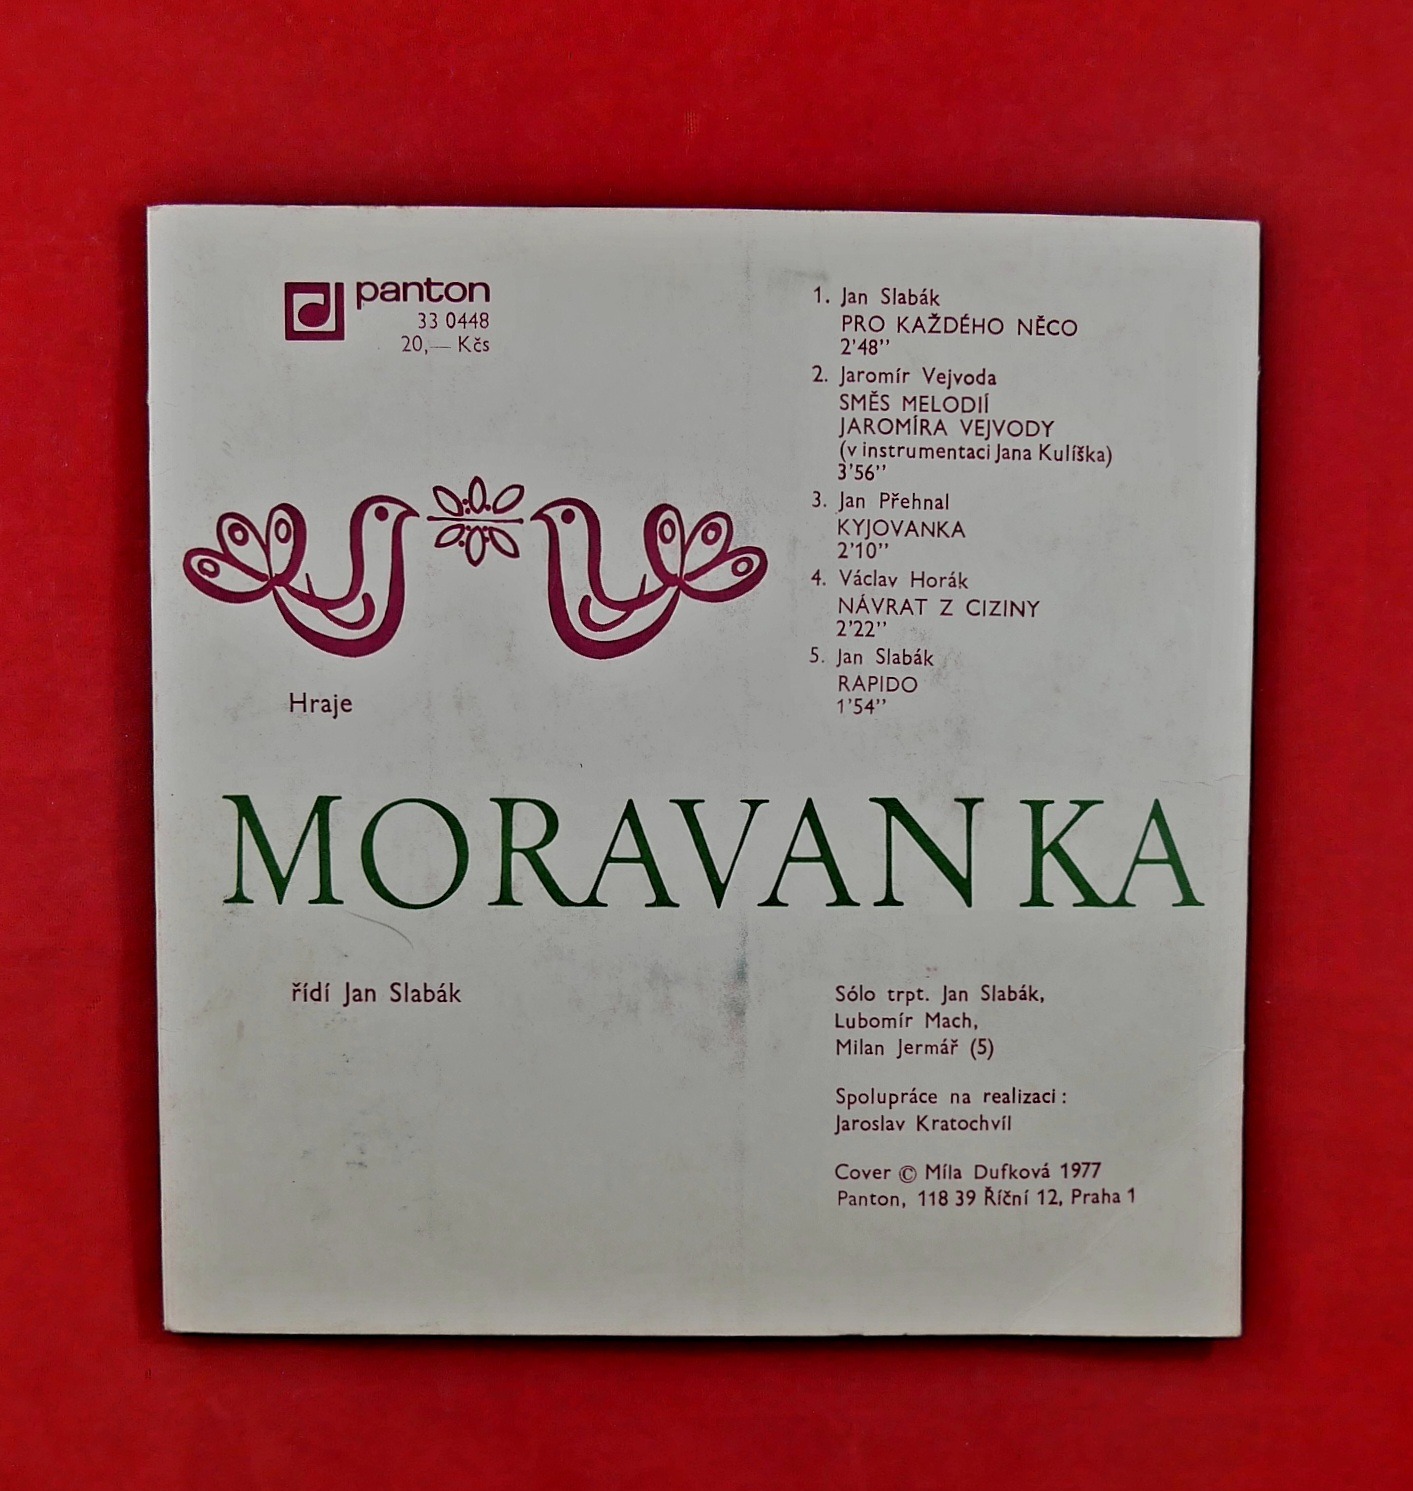 panton
33 0448
20,— Kčs
1. Jan Slabák
PRO KAŽDÉHO NĚCO
2'48''
2. Jaromír Vejvoda
SMĚS MELODIÍ
JAROMÍRA VEJVODY
(v instrumentaci Jana Kulíška)
3'56''
3. Jan Přehnal
KYJOVANKA
2'10''
4. Václav Horák
NÁVRAT Z CIZINY
2'22''
5. Jan Slabák
RAPIDO
1'54''
Hraje
MORAVANKA
řídí Jan Slabák
Sólo trpt. Jan Slabák,
Lubomír Mach,
Milan Jermář (5)
Spolupráce na realizaci :
Jaroslav Kratochvíl
Cover © Míla Dufková 1977
Panton, 118 39 Říční 12, Praha 1